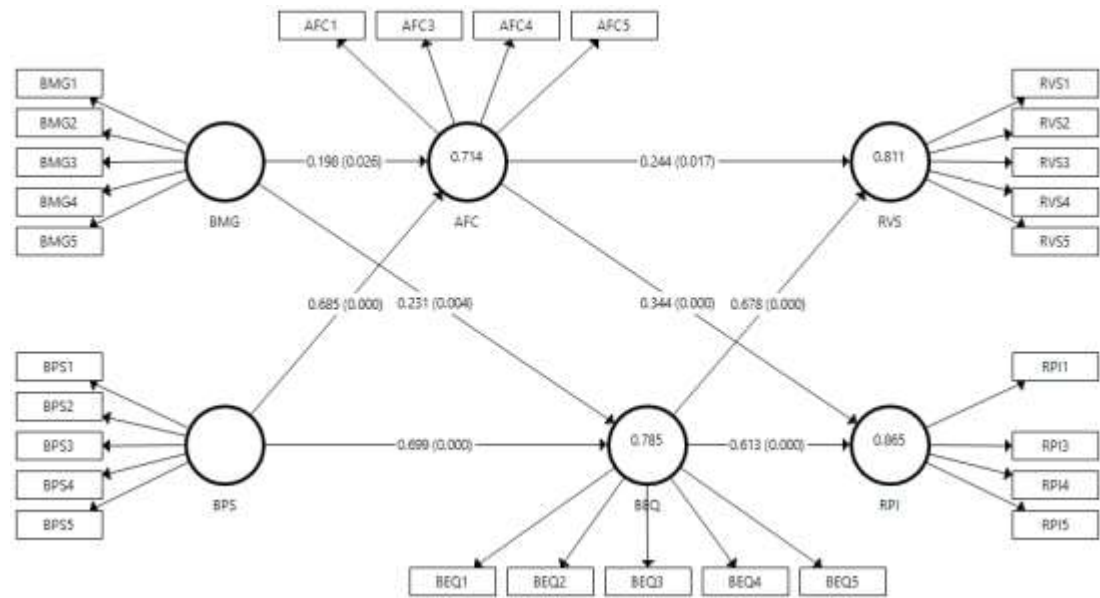 AFC1 AFC3 AFC4 AFC5
BMG1
BMG2
BMG3
BMG4
BMG5
BMG
0.198 (0.026)
0.714
AFC
0.244 (0.017)
0.811
RVS
RVS1
RVS2
RVS3
RVS4
RVS5
0.685 (0.000)
0.231 (0.004)
0.344 (0.000)
0.678 (0.000)
BPS1
BPS2
BPS3
BPS4
BPS5
BPS
0.699 (0.000)
0.785
BEQ
0.613 (0.000)
0.865
RPI
RPI1
RPI3
RPI4
RPI5
BEQ1 BEQ2 BEQ3 BEQ4 BEQ5